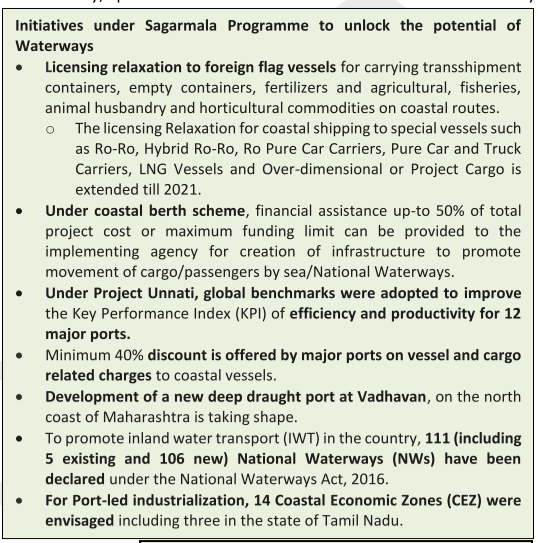 Initiatives under Sagarmala Programme to unlock the potential of
Waterways
• Licensing relaxation to foreign flag vessels for carrying transshipment
containers, empty containers, fertilizers and agricultural, fisheries,
animal husbandry and horticultural commodities on coastal routes.
o The licensing Relaxation for coastal shipping to special vessels such
as Ro-Ro, Hybrid Ro-Ro, Ro Pure Car Carriers, Pure Car and Truck
Carriers, LNG Vessels and Over-dimensional or Project Cargo is
extended till 2021.
• Under coastal berth scheme, financial assistance up-to 50% of total
project cost or maximum funding limit can be provided to the
implementing agency for creation of infrastructure to promote
movement of cargo/passengers by sea/National Waterways.
• Under Project Unnati, global benchmarks were adopted to improve
the Key Performance Index (KPI) of efficiency and productivity for 12
major ports.
• Minimum 40% discount is offered by major ports on vessel and cargo
related charges to coastal vessels.
• Development of a new deep draught port at Vadhavan, on the north
coast of Maharashtra is taking shape.
• To promote inland water transport (IWT) in the country, 111 (including
5 existing and 106 new) National Waterways (NWs) have been
declared under the National Waterways Act, 2016.
• For Port-led industrialization, 14 Coastal Economic Zones (CEZ) were
envisaged including three in the state of Tamil Nadu.